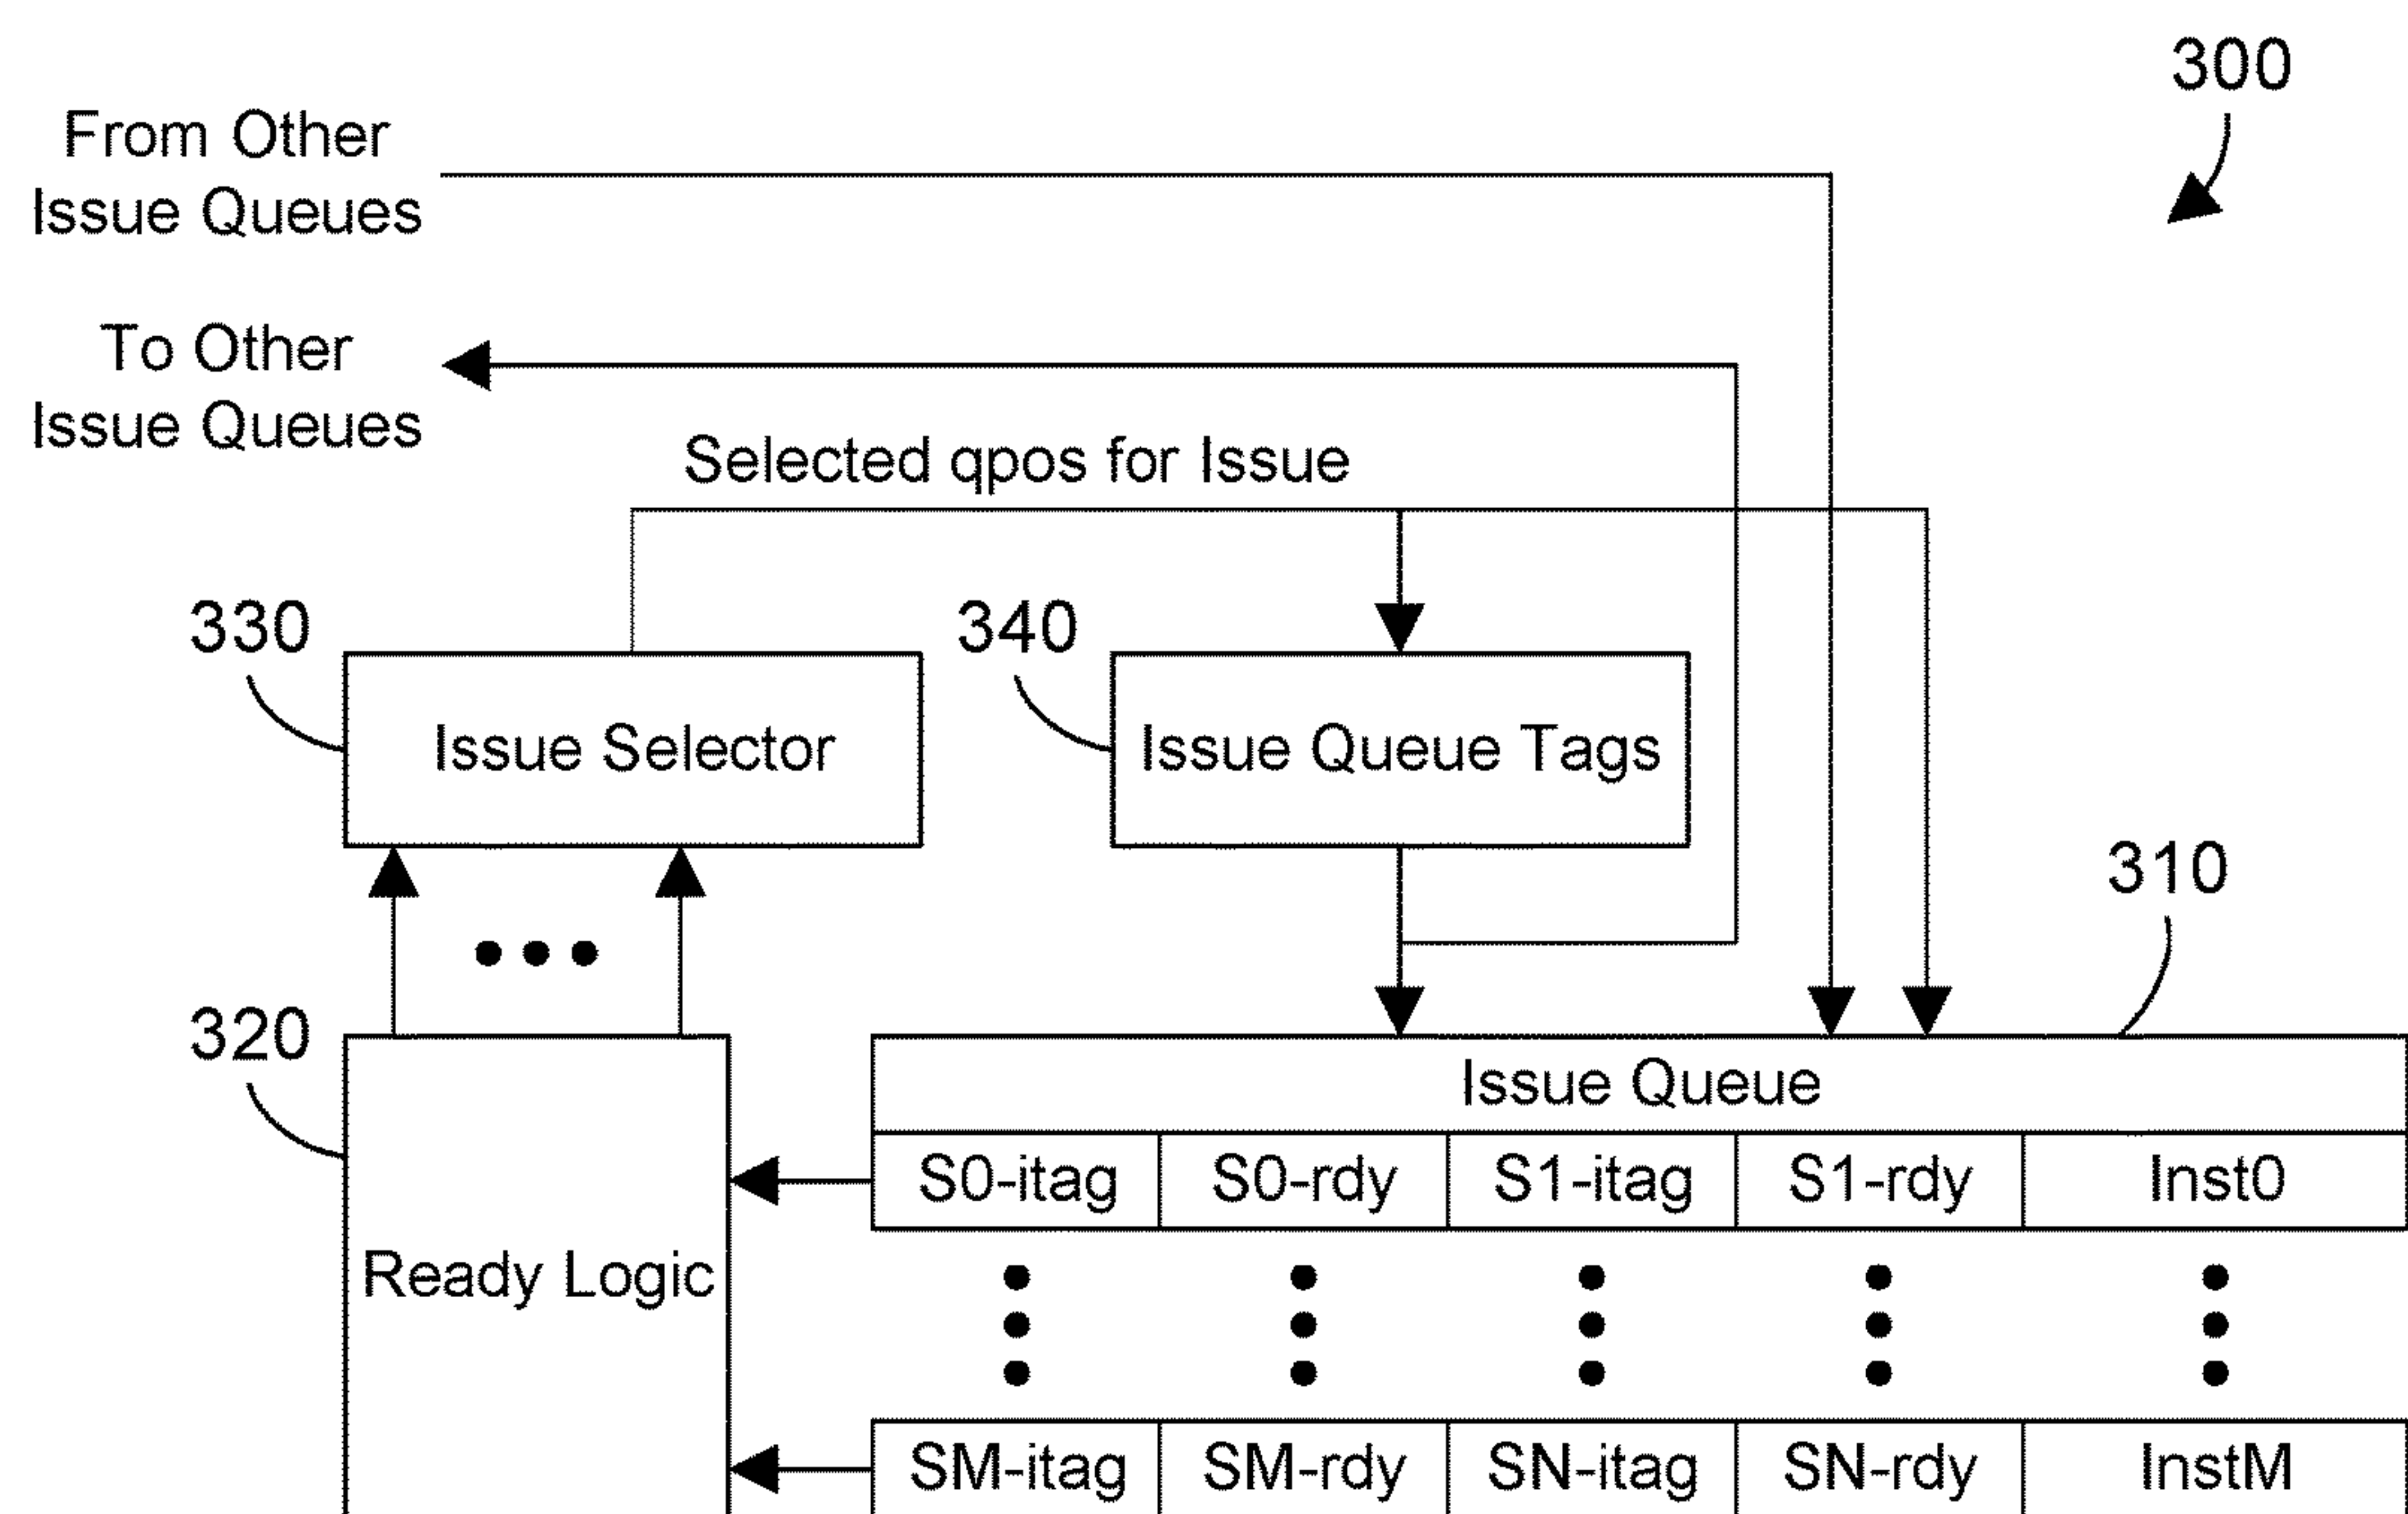 300
From Other
Issue Queues
To Other
Issue Queues
Selected qpos for Issue
330
340
Issue Selector
Issue Queue Tags
310
320
Issue Queue
S0-itag S0-rdy S1-itag S1-rdy Inst0
Ready Logic
SM-itag SM-rdy SN-itag SN-rdy InstM